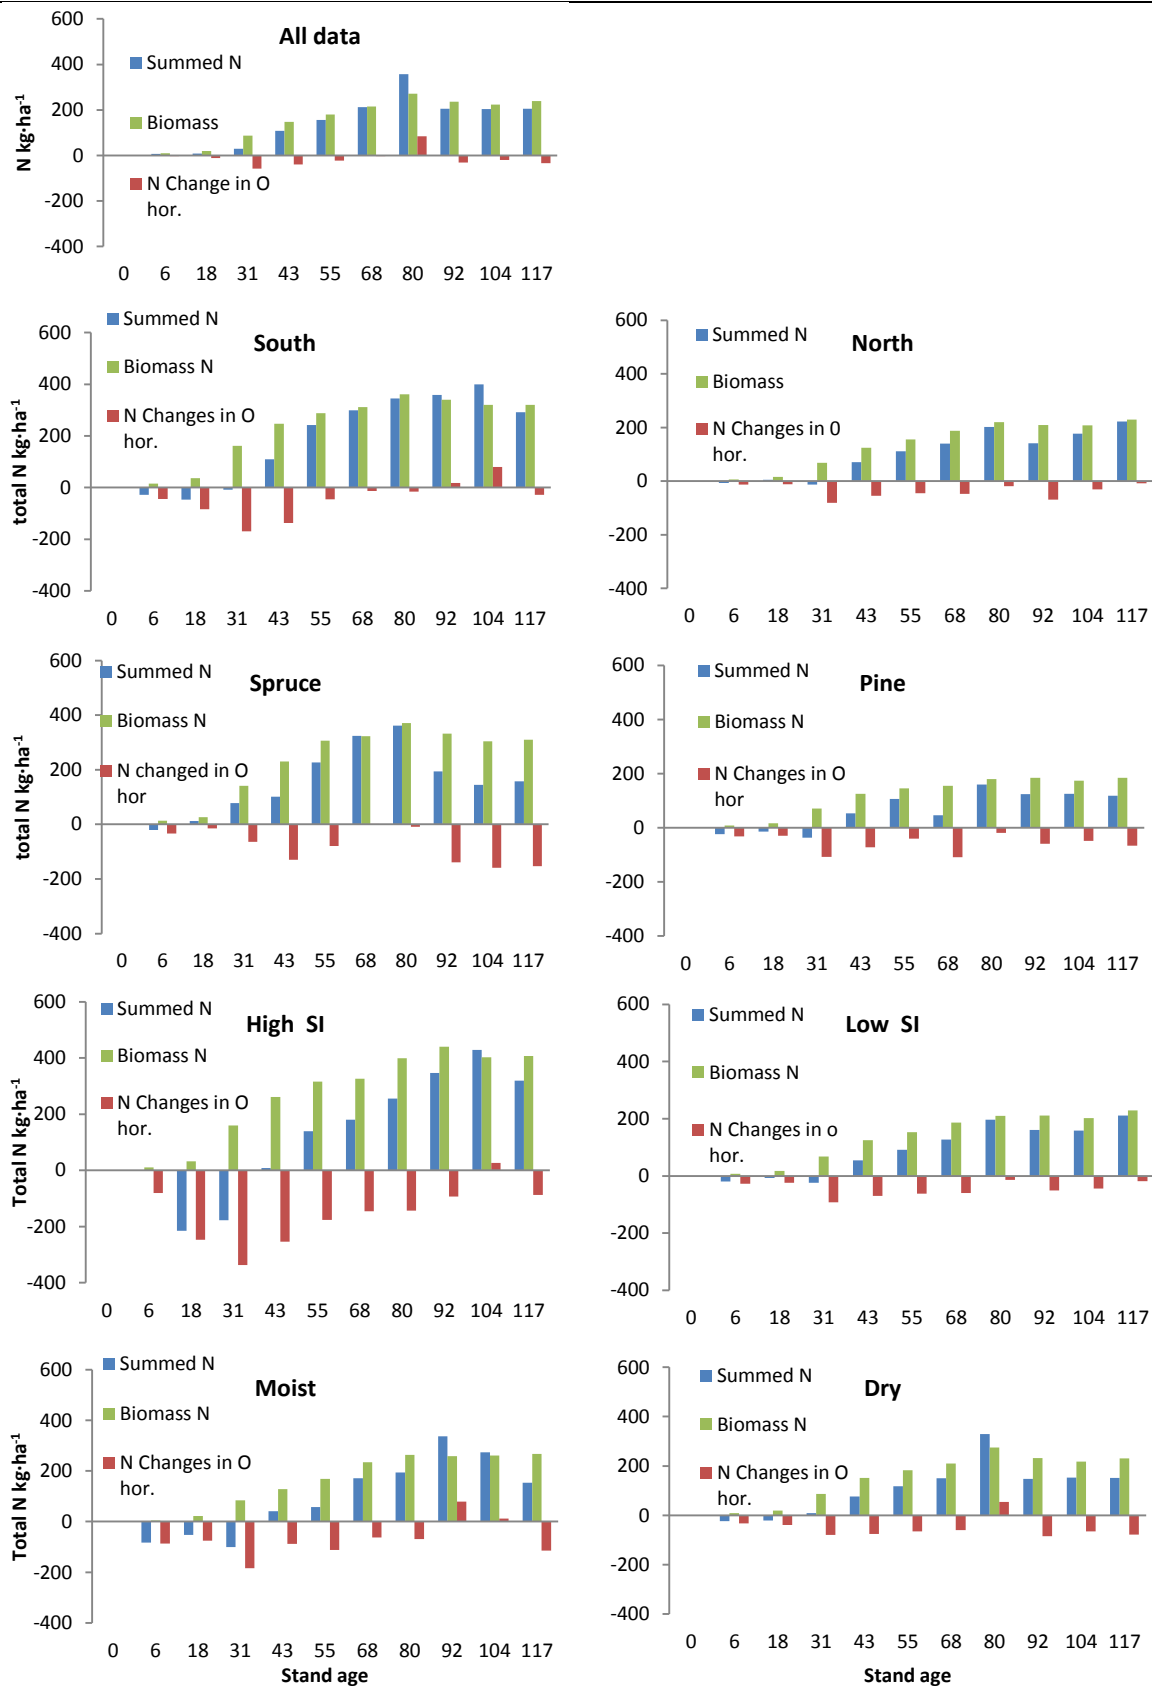 All data
N kg·ha⁻¹
600
400
200
0
-200
-400
Summed N
Biomass
N Change in O
hor.
0 6 18 31 43 55 68 80 92 104 117
South
total N kg·ha⁻¹
600
400
200
0
-200
-400
Summed N
Biomass N
N Changes in O
hor.
0 6 18 31 43 55 68 80 92 104 117
North
600
400
200
0
-200
-400
Summed N
Biomass
N Changes in 0
hor.
0 6 18 31 43 55 68 80 92 104 117
Spruce
total N kg·ha⁻¹
600
400
200
0
-200
-400
Summed N
Biomass N
N changed in O
hor
0 6 18 31 43 55 68 80 92 104 117
Pine
600
400
200
0
-200
-400
Summed N
Biomass N
N Changes in O
hor
0 6 18 31 43 55 68 80 92 104 117
High SI
Total N kg·ha⁻¹
600
400
200
0
-200
-400
Summed N
Biomass N
N Changes in O
hor.
0 6 18 31 43 55 68 80 92 104 117
Low SI
600
400
200
0
-200
-400
Summed N
Biomass N
N Changes in o
hor.
0 6 18 31 43 55 68 80 92 104 117
Moist
Total N kg·ha⁻¹
600
400
200
0
-200
-400
Summed N
Biomass N
N Changes in O
hor.
0 6 18 31 43 55 68 80 92 104 117
Stand age
Dry
600
400
200
0
-200
-400
Summed N
Biomass N
N Changes in O
hor.
0 6 18 31 43 55 68 80 92 104 117
Stand age